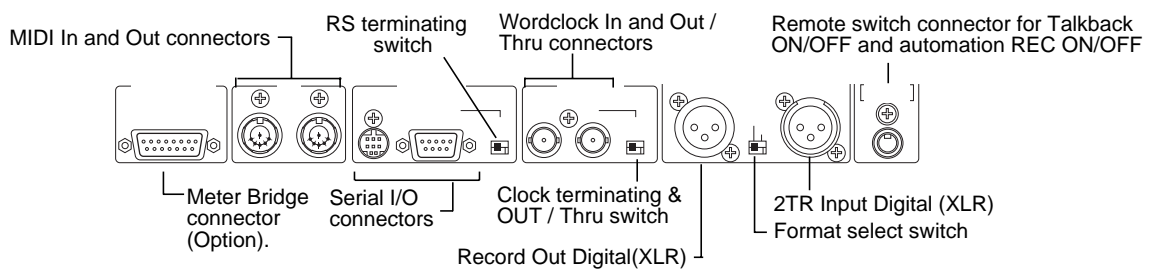 MIDI In and Out connectors
RS terminating
switch
Wordclock In and Out /
Thru connectors
Remote switch connector for Talkback
ON/OFF and automation REC ON/OFF
Meter Bridge
connector
(Option).
Serial I/O
connectors
Clock terminating &
OUT / Thru switch
Record Out Digital(XLR)
2TR Input Digital (XLR)
Format select switch